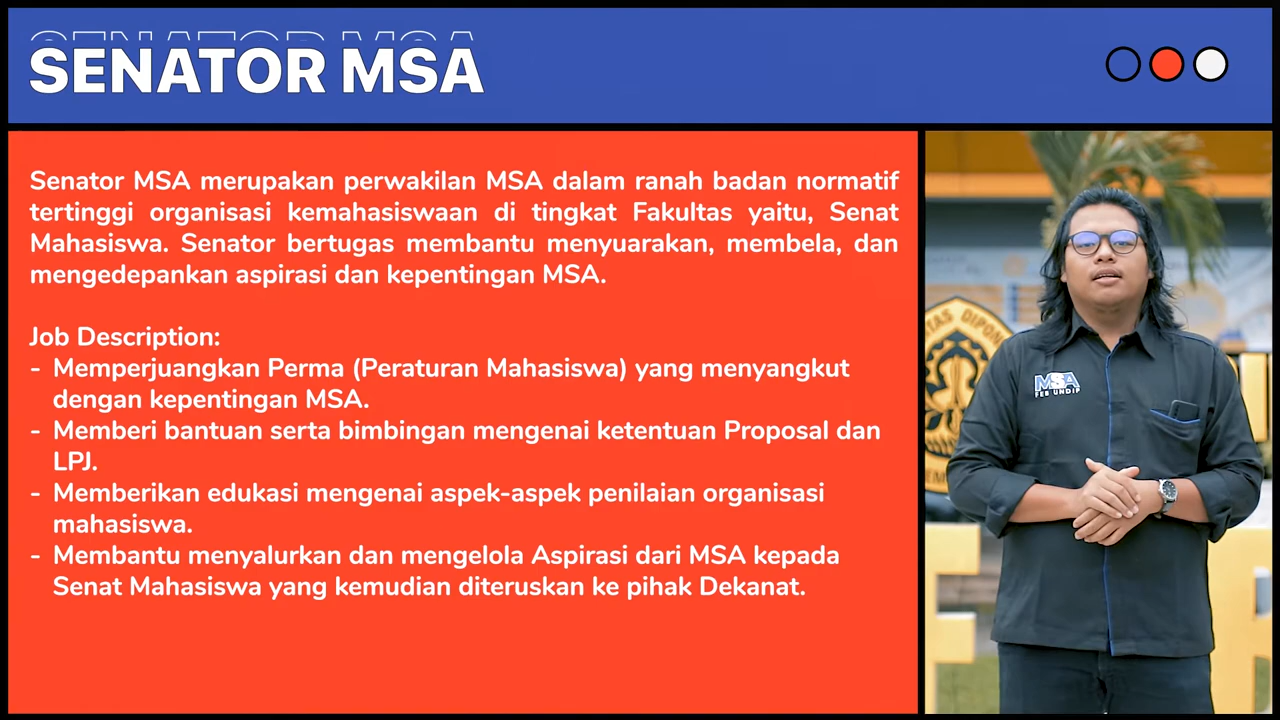 SENATOR MSA
Senator MSA merupakan perwakilan MSA dalam ranah badan normatif
tertinggi organisasi kemahasiswaan di tingkat Fakultas yaitu, Senat
Mahasiswa. Senator bertugas membantu menyuarakan, membela, dan
mengedepankan aspirasi dan kepentingan MSA.
Job Description:
- Memperjuangkan Perma (Peraturan Mahasiswa) yang menyangkut
dengan kepentingan MSA.
- Memberi bantuan serta bimbingan mengenai ketentuan Proposal dan
LPJ.
- Memberikan edukasi mengenai aspek-aspek penilaian organisasi
mahasiswa.
- Membantu menyalurkan dan mengelola Aspirasi dari MSA kepada
Senat Mahasiswa yang kemudian diteruskan ke pihak Dekanat.
MSA
FEB UNDIP